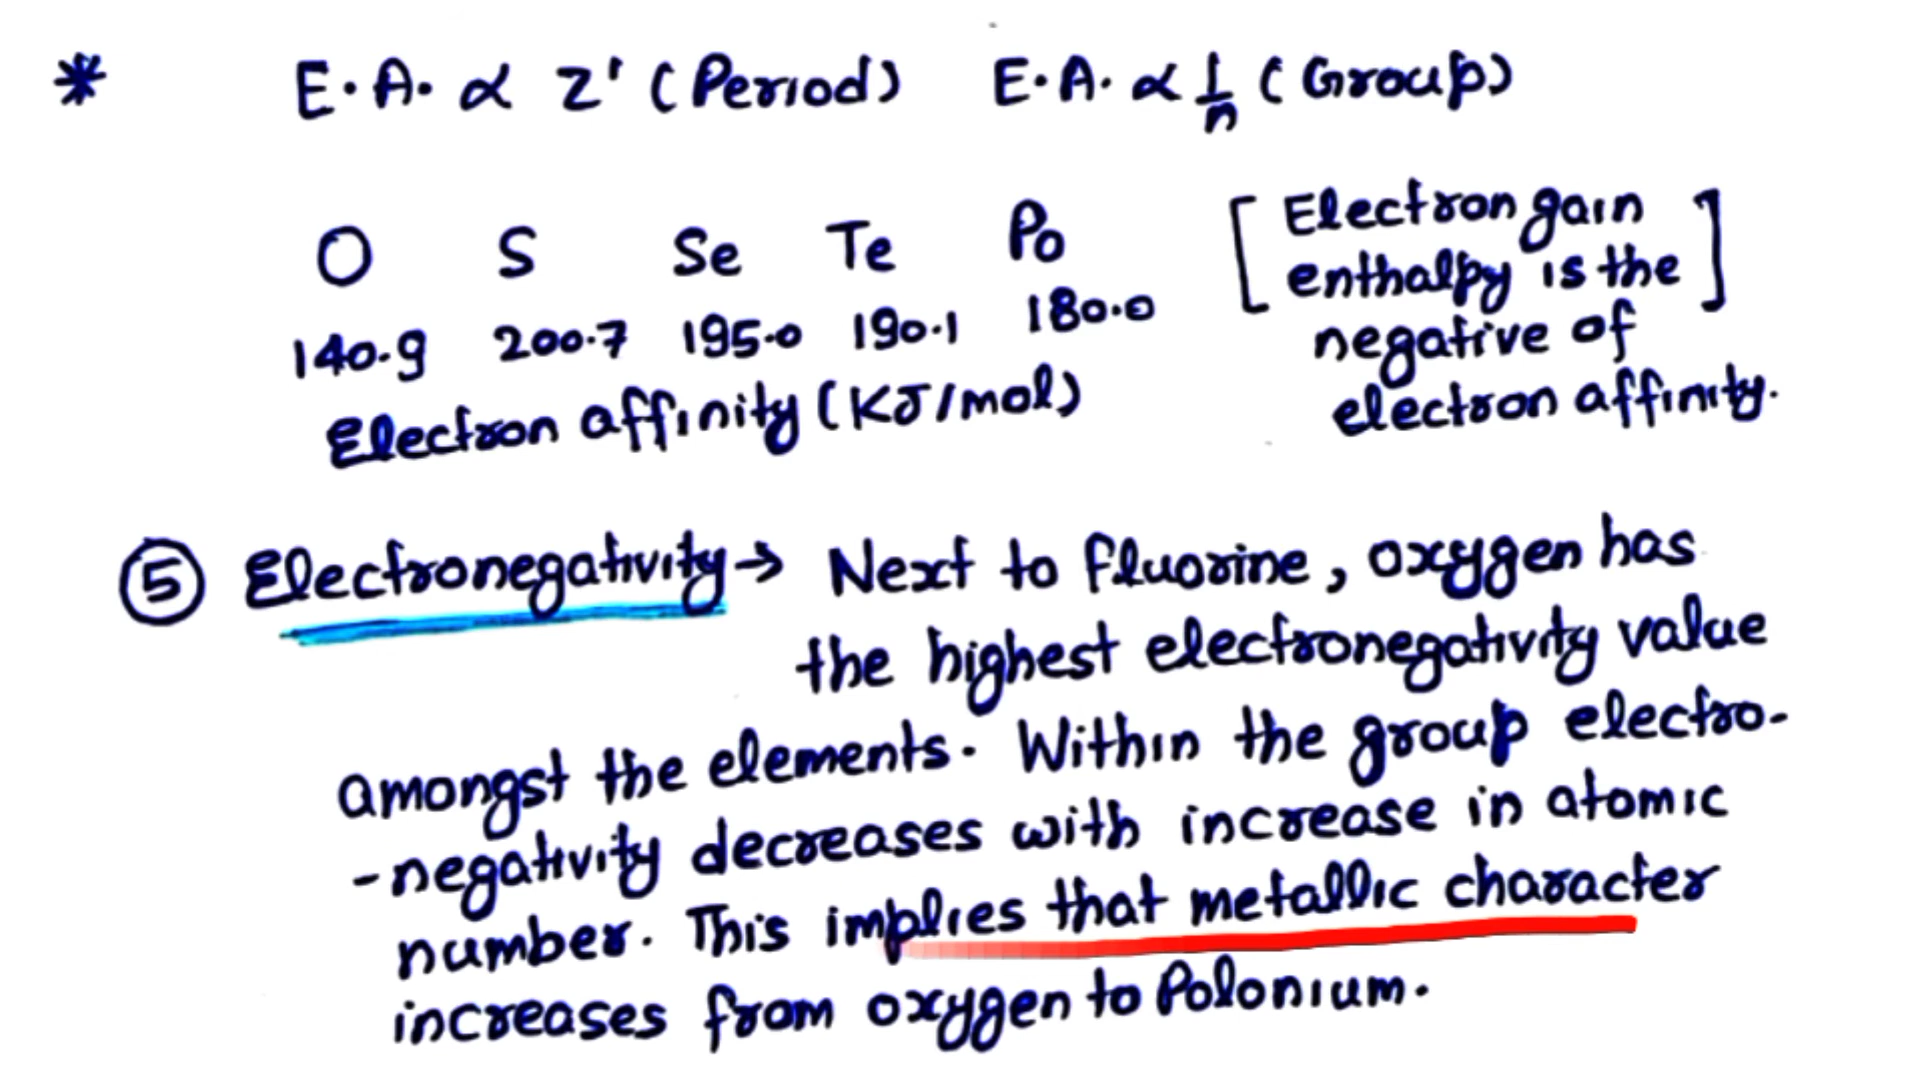 * E.A. ∝ Z' (Period) E.A. ∝ 1/n (Group)
O S Se Te Po
140.9 200.7 195.0 190.1 180.0
Electron affinity (KJ/mol)
[Electron gain
enthalpy is the]
negative of
electron affinity.
⑤ Electronegativity → Next to fluorine, oxygen has
the highest electronegativity value
amongst the elements. Within the group electro-
-negativity decreases with increase in atomic
number. This implies that metallic character
increases from oxygen to Polonium.